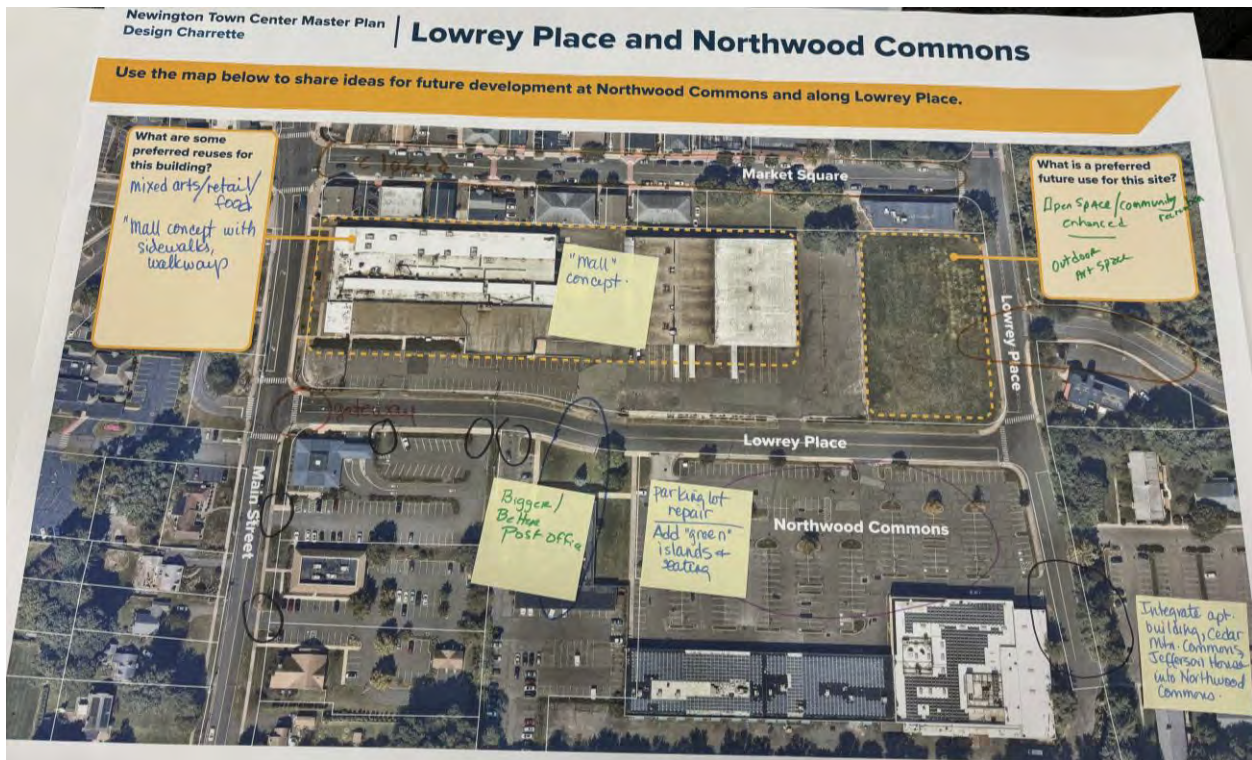 Newington Town Center Master Plan
Design Charrette
Lowrey Place and Northwood Commons
Use the map below to share ideas for future development at Northwood Commons and along Lowrey Place.
What are some
preferred reuses for
this building?
mixed arts/retail/
food
"Mall concept with
sidewalks,
walkways
Market Square
What is a preferred
future use for this site?
Open Space/community
recreation
enhanced
Outdoor
Art Space
"mall"
concept.
Lowrey Place
gateway
Lowrey Place
Main Street
Bigger/
Better
Post Office
parking lot
repair
Add "green"
islands &
seating
Northwood Commons
Integrate apt.
building, Cedar
Mtn. Commons,
Jefferson House
into Northwood
Commons.